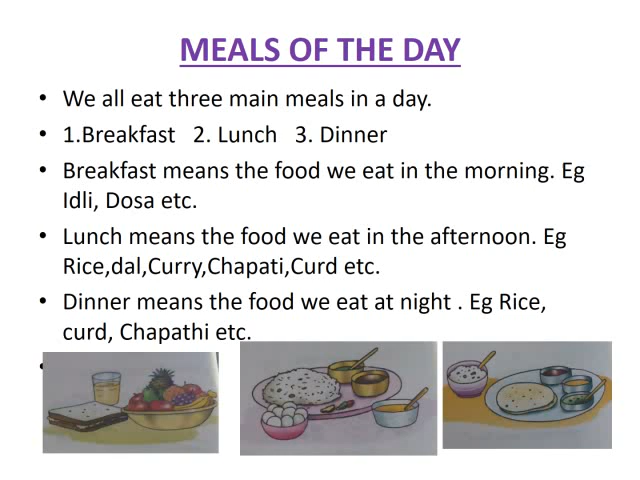 MEALS OF THE DAY
• We all eat three main meals in a day.
• 1.Breakfast   2. Lunch   3. Dinner
• Breakfast means the food we eat in the morning. Eg
Idli, Dosa etc.
• Lunch means the food we eat in the afternoon. Eg
Rice,dal,Curry,Chapati,Curd etc.
• Dinner means the food we eat at night . Eg Rice,
curd, Chapathi etc.
•